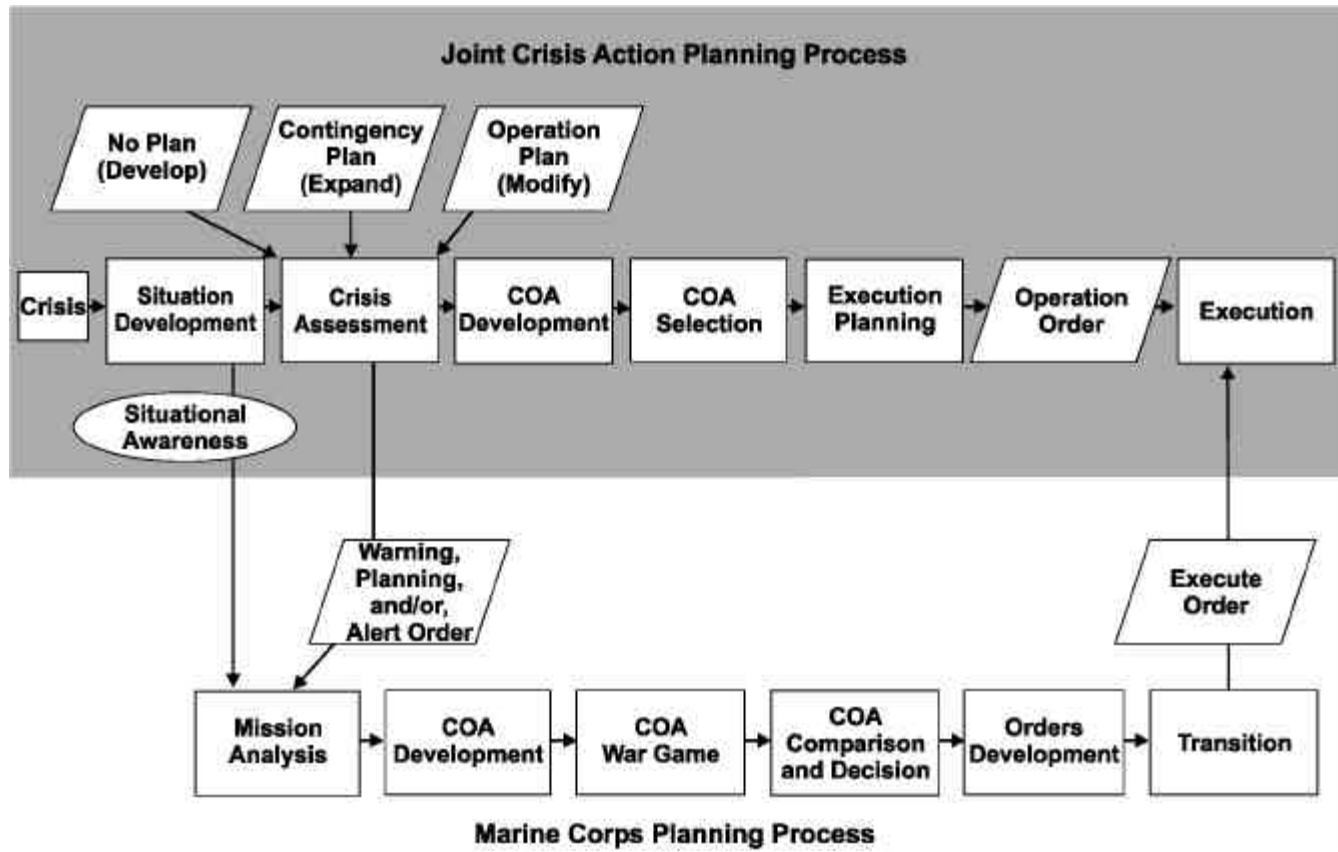 Joint Crisis Action Planning Process
No Plan
(Develop)
Contingency
Plan
(Expand)
Operation
Plan
(Modify)
Crisis
Situation
Development
Crisis
Assessment
COA
Development
COA
Selection
Execution
Planning
Operation
Order
Execution
Situational
Awareness
Warning,
Planning,
and/or,
Alert Order
Execute
Order
Mission
Analysis
COA
Development
COA
War Game
COA
Comparison
and Decision
Orders
Development
Transition
Marine Corps Planning Process